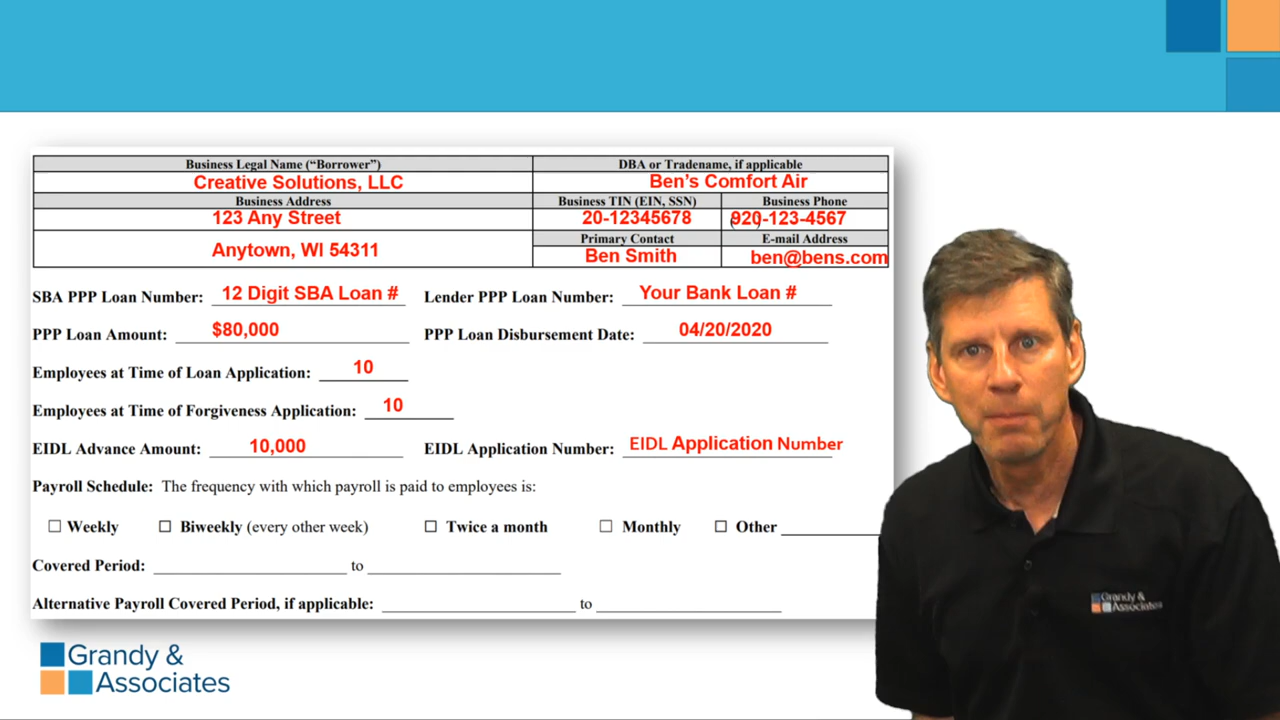 Business Legal Name (“Borrower”) DBA or Tradename, if applicable
Creative Solutions, LLC Ben’s Comfort Air
Business Address Business TIN (EIN, SSN) Business Phone
123 Any Street 20-12345678 (920-123-4567
Primary Contact E-mail Address
Anytown, WI 54311 Ben Smith ben@bens.com
SBA PPP Loan Number: 12 Digit SBA Loan # Lender PPP Loan Number: Your Bank Loan #
PPP Loan Amount: $80,000 PPP Loan Disbursement Date: 04/20/2020
Employees at Time of Loan Application: 10
Employees at Time of Forgiveness Application: 10
EIDL Advance Amount: 10,000 EIDL Application Number: EIDL Application Number
Payroll Schedule: The frequency with which payroll is paid to employees is:
☐ Weekly ☐ Biweekly (every other week) ☐ Twice a month ☐ Monthly ☐ Other
Covered Period: to
Alternative Payroll Covered Period, if applicable: to
Grandy &
Associates
Grandy &
Associates